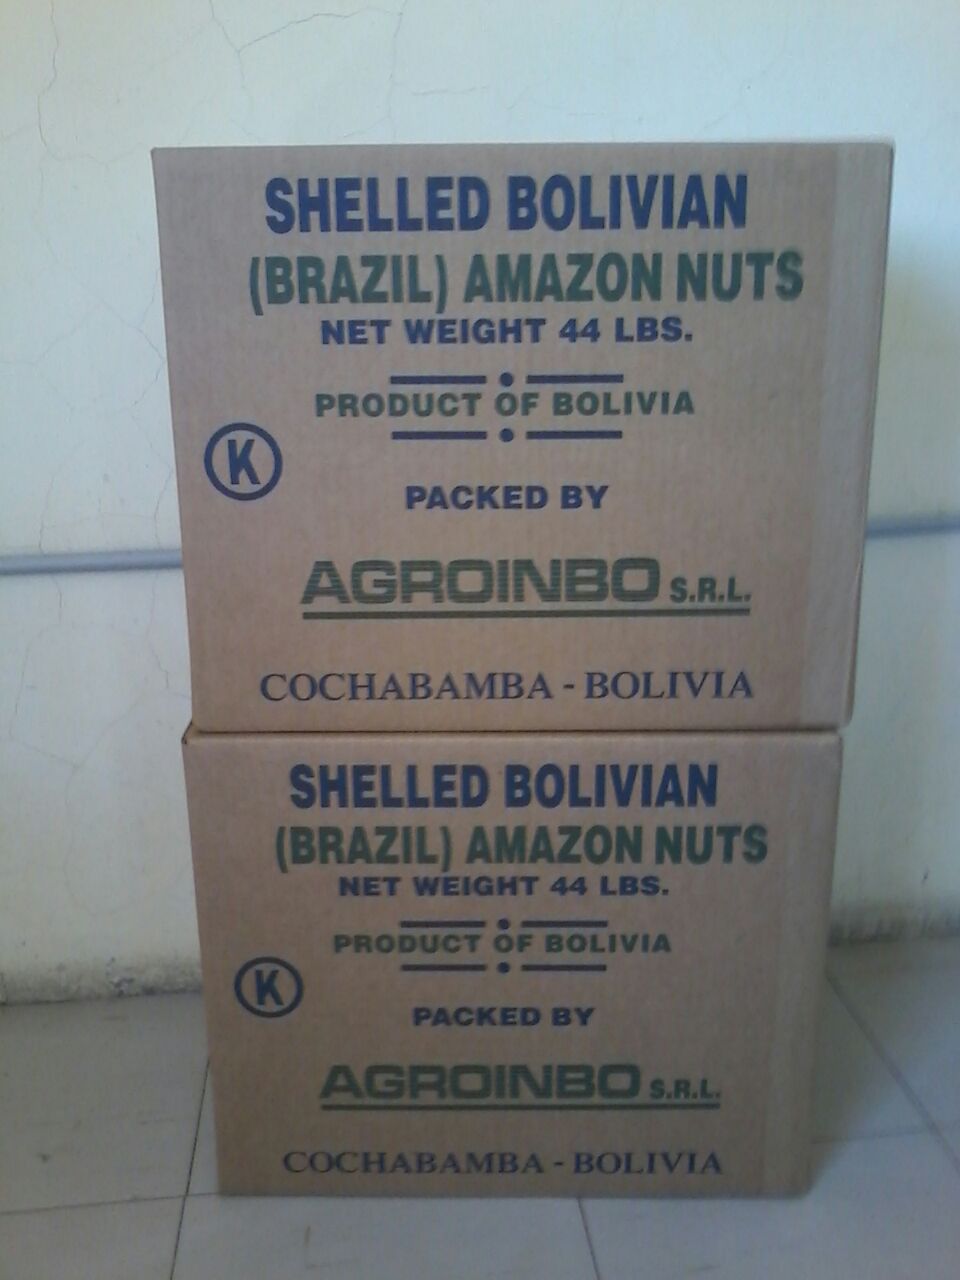 SHELLED BOLIVIAN
(BRAZIL) AMAZON NUTS
NET WEIGHT 44 LBS.
PRODUCT OF BOLIVIA
K
PACKED BY
AGROINBO S.R.L.
COCHABAMBA - BOLIVIA
SHELLED BOLIVIAN
(BRAZIL) AMAZON NUTS
NET WEIGHT 44 LBS.
PRODUCT OF BOLIVIA
K
PACKED BY
AGROINBO S.R.L.
COCHABAMBA - BOLIVIA